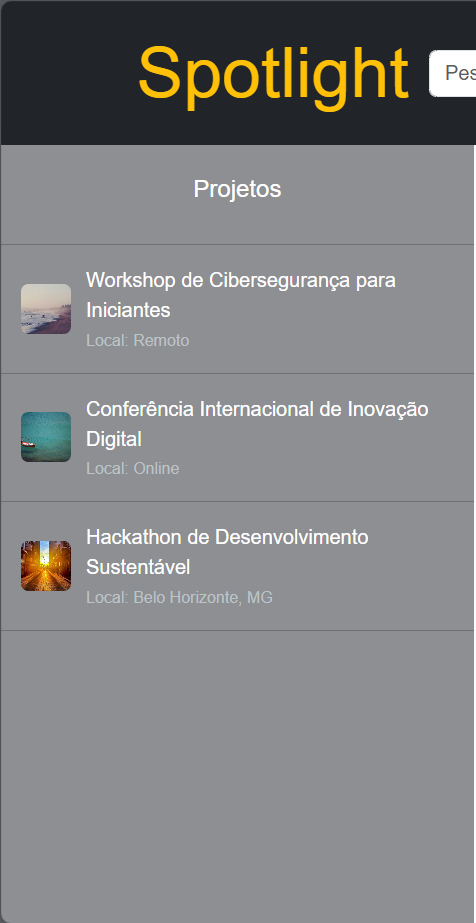 Spotlight
Pes
Projetos
Workshop de Cibersegurança para
Iniciantes
Local: Remoto
Conferência Internacional de Inovação
Digital
Local: Online
Hackathon de Desenvolvimento
Sustentável
Local: Belo Horizonte, MG